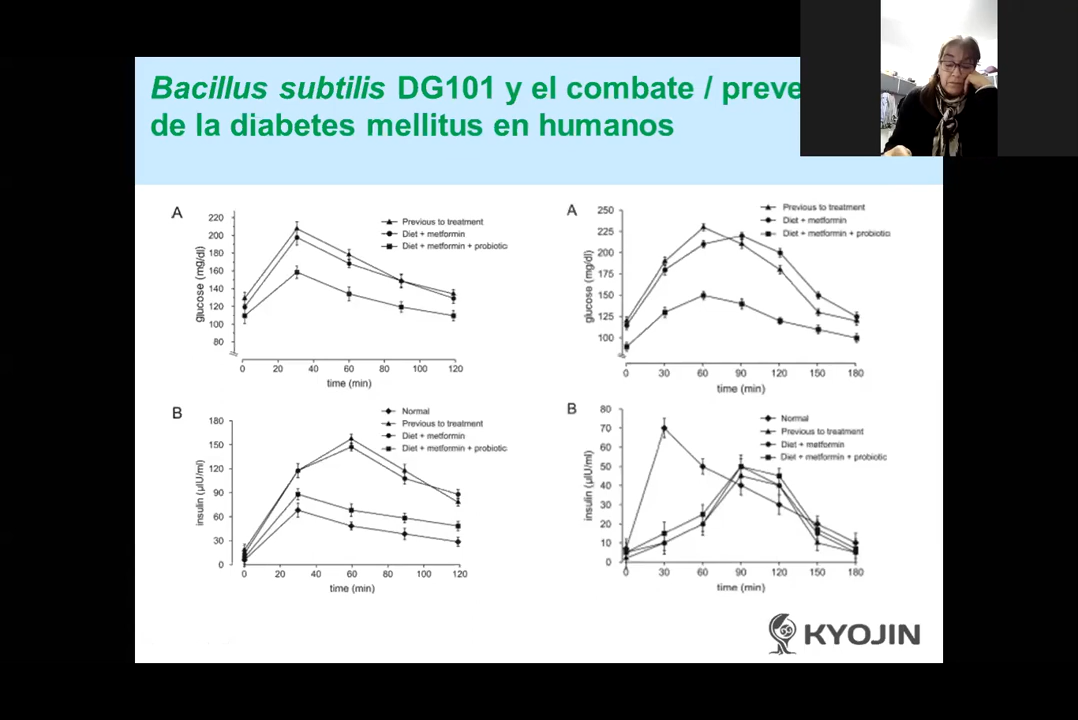 Bacillus subtilis DG101 y el combate / preve
de la diabetes mellitus en humanos
A
Previous to treatment
Diet + metformin
Diet + metformin + probiotic
glucose (mg/dl)
220
200
180
160
140
120
100
80
0 20 40 60 80 100 120
time (min)
A
Previous to treatment
Diet + metformin
Diet + metformin + probiotic
glucose (mg/dl)
250
225
200
175
150
125
100
0 30 60 90 120 150 180
time (min)
B
Normal
Previous to treatment
Diet + metformin
Diet + metformin + probiotic
insulin (µIU/ml)
180
150
120
90
60
30
0
0 20 40 60 80 100 120
time (min)
B
Normal
Previous to treatment
Diet + metformin
Diet + metformin + probiotic
insulin (µIU/ml)
80
70
60
50
40
30
20
10
0
0 30 60 90 120 150 180
time (min)
KYOJIN